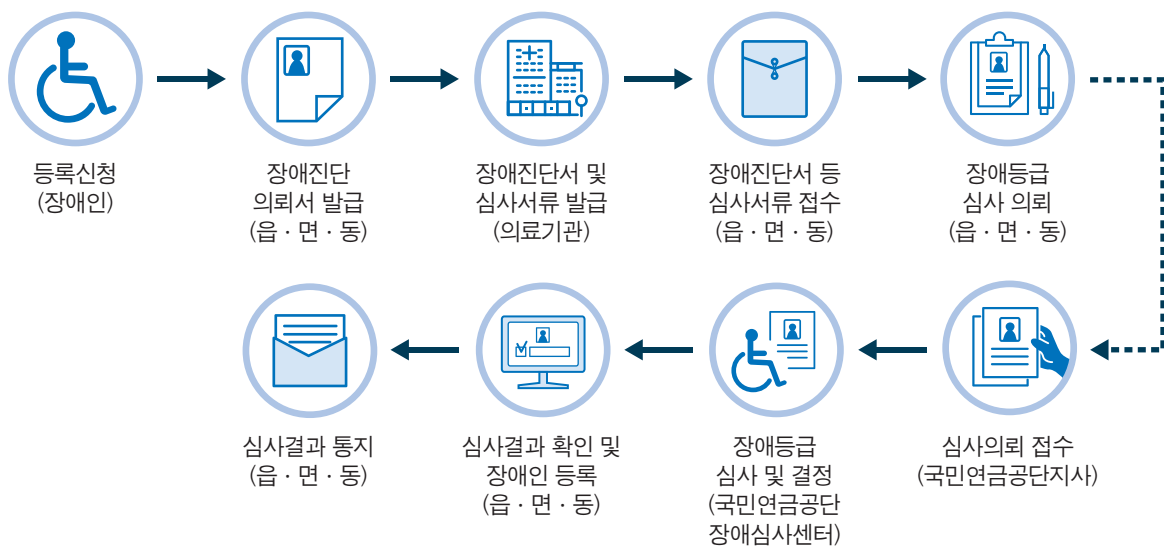 등록신청
(장애인)
장애진단
의뢰서 발급
(읍 · 면 · 동)
장애진단서 및
심사서류 발급
(의료기관)
장애진단서 등
심사서류 접수
(읍 · 면 · 동)
장애등급
심사 의뢰
(읍 · 면 · 동)
심사의뢰 접수
(국민연금공단지사)
장애등급
심사 및 결정
(국민연금공단
장애심사센터)
심사결과 확인 및
장애인 등록
(읍 · 면 · 동)
심사결과 통지
(읍 · 면 · 동)